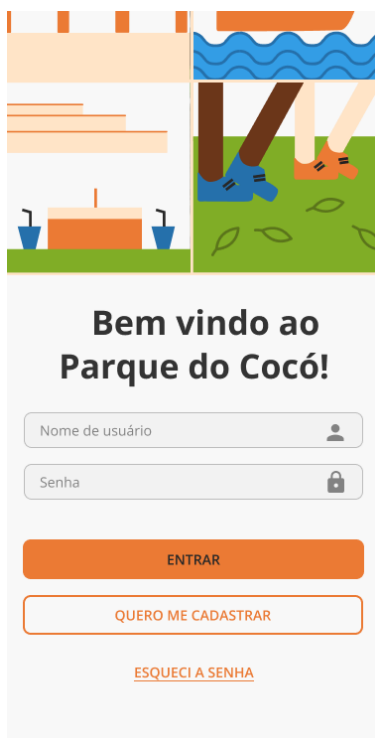 Bem vindo ao
Parque do Cocó!
Nome de usuário
Senha
ENTRAR
QUERO ME CADASTRAR
ESQUECI A SENHA